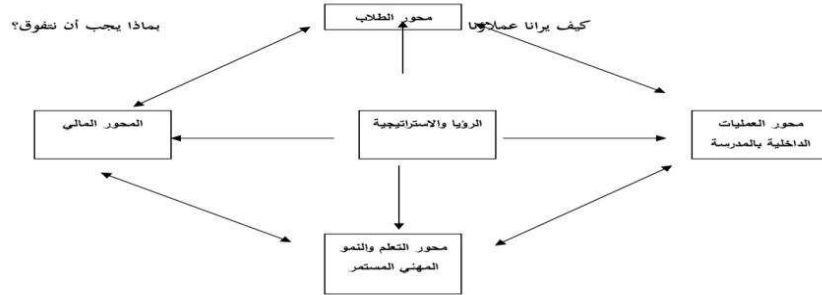 محور الطلاب
كيف يرانا عملاؤنا
بماذا يجب أن نتفوق؟
محور العمليات
الداخلية بالمدرسة
الرؤيا والاستراتيجية
المحور المالي
محور التعلم والنمو
المهني المستمر